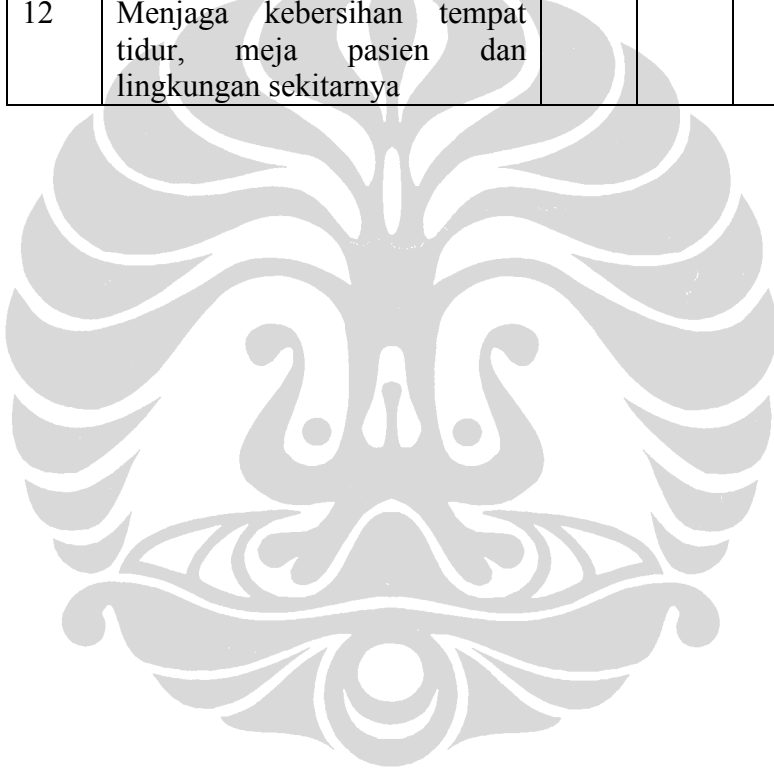 12 Menjaga kebersihan tempat
tidur, meja pasien dan
lingkungan sekitarnya